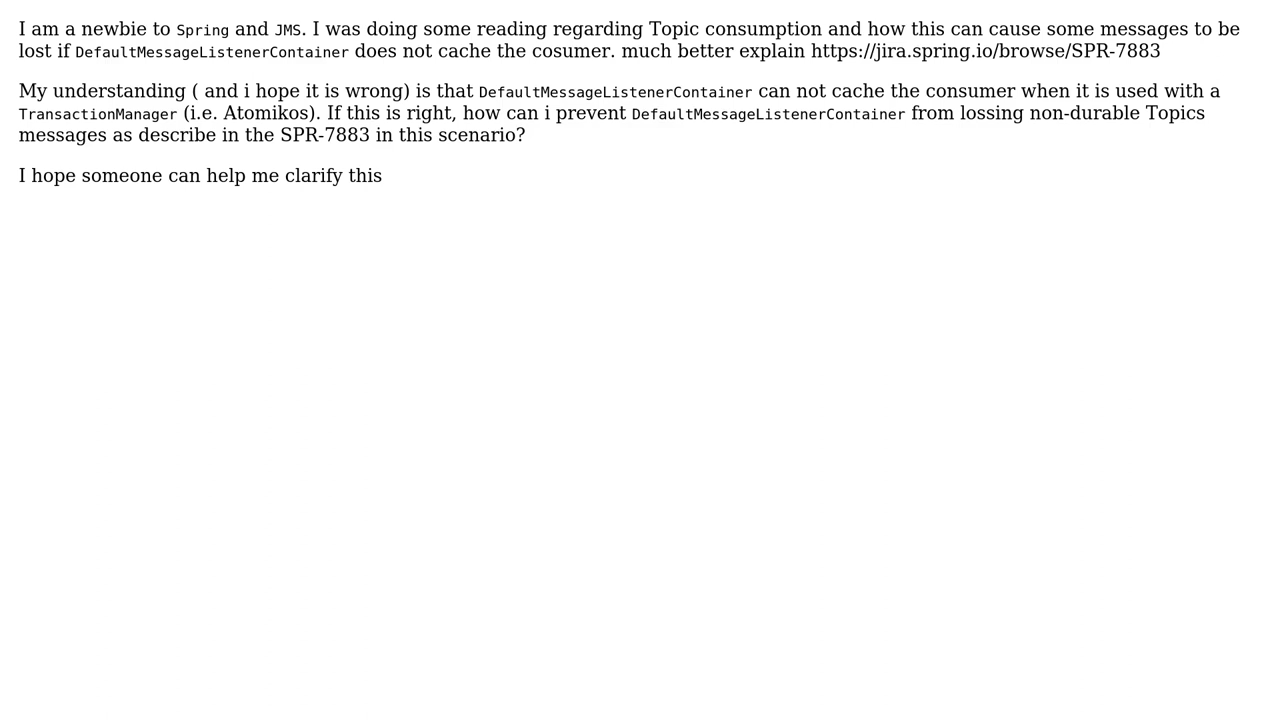 I am a newbie to Spring and JMS. I was doing some reading regarding Topic consumption and how this can cause some messages to be
lost if DefaultMessageListenerContainer does not cache the cosumer. much better explain https://jira.spring.io/browse/SPR-7883
My understanding ( and i hope it is wrong) is that DefaultMessageListenerContainer can not cache the consumer when it is used with a
TransactionManager (i.e. Atomikos). If this is right, how can i prevent DefaultMessageListenerContainer from lossing non-durable Topics
messages as describe in the SPR-7883 in this scenario?
I hope someone can help me clarify this